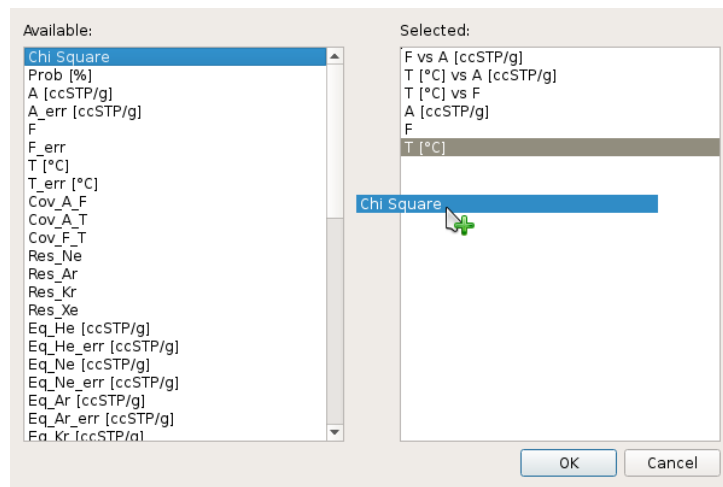 Available:
Chi Square
Prob [%]
A [ccSTP/g]
A_err [ccSTP/g]
F
F_err
T [°C]
T_err [°C]
Cov_A_F
Cov_A_T
Cov_F_T
Res_Ne
Res_Ar
Res_Kr
Res_Xe
Eq_He [ccSTP/g]
Eq_He_err [ccSTP/g]
Eq_Ne [ccSTP/g]
Eq_Ne_err [ccSTP/g]
Eq_Ar [ccSTP/g]
Eq_Ar_err [ccSTP/g]
Eq_Kr [ccSTP/g]
Selected:
F vs A [ccSTP/g]
T [°C] vs A [ccSTP/g]
T [°C] vs F
A [ccSTP/g]
F
T [°C]
Chi Square
OK
Cancel